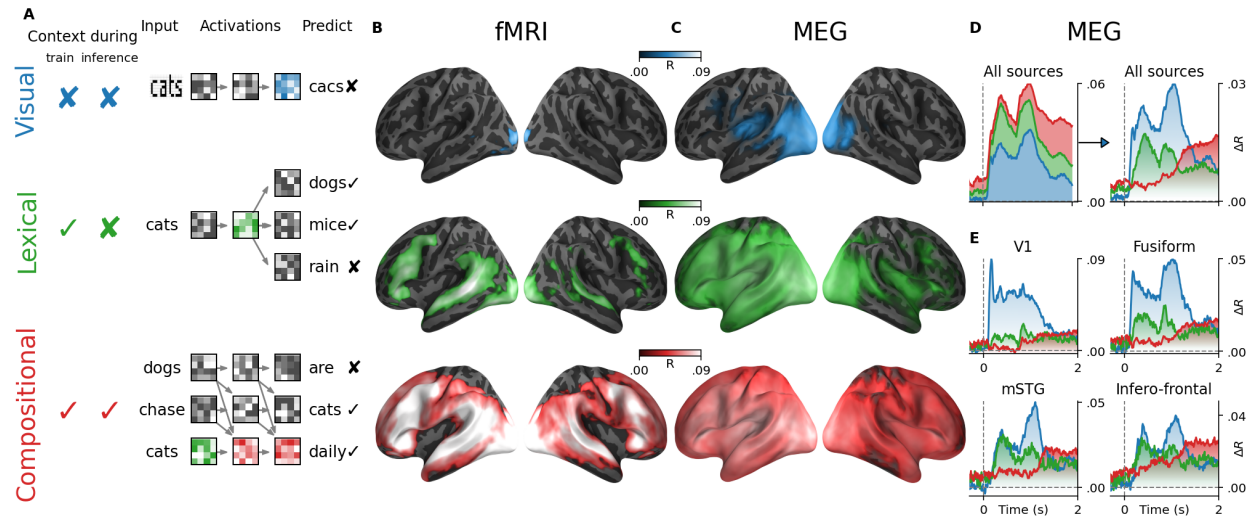 A
Context during
train inference
Input Activations Predict
Visual
✘ ✘
cats
cacs ✘
Lexical
✓ ✘
cats
dogs ✓
mice ✓
rain ✘
Compositional
✓ ✓
dogs
are ✘
chase
cats ✓
cats
daily ✓
B
fMRI
C
MEG
.00 R .09
.00 R .09
.00 R .09
D
MEG
All sources
.06
.00
All sources
.03
ΔR
.00
E
V1
.09
.00
Fusiform
.05
ΔR
.00
mSTG
.05
.00
0 Time (s) 2
Infero-frontal
.04
ΔR
.00
0 Time (s) 2